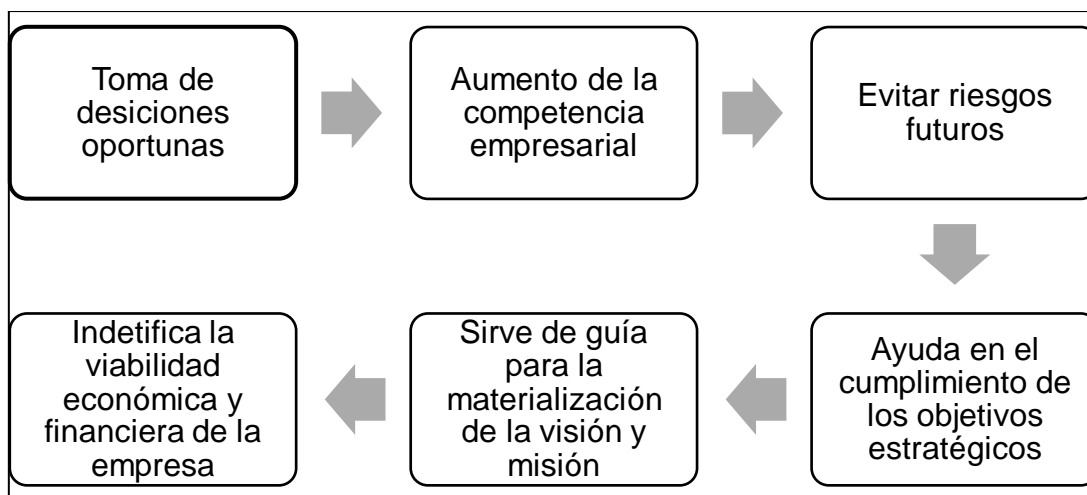 Toma de
desiciones
oportunas
Aumento de la
competencia
empresarial
Evitar riesgos
futuros
Ayuda en el
cumplimiento de
los objetivos
estratégicos
Sirve de guía
para la
materialización
de la visión y
misión
Indetifica la
viabilidad
económica y
financiera de la
empresa